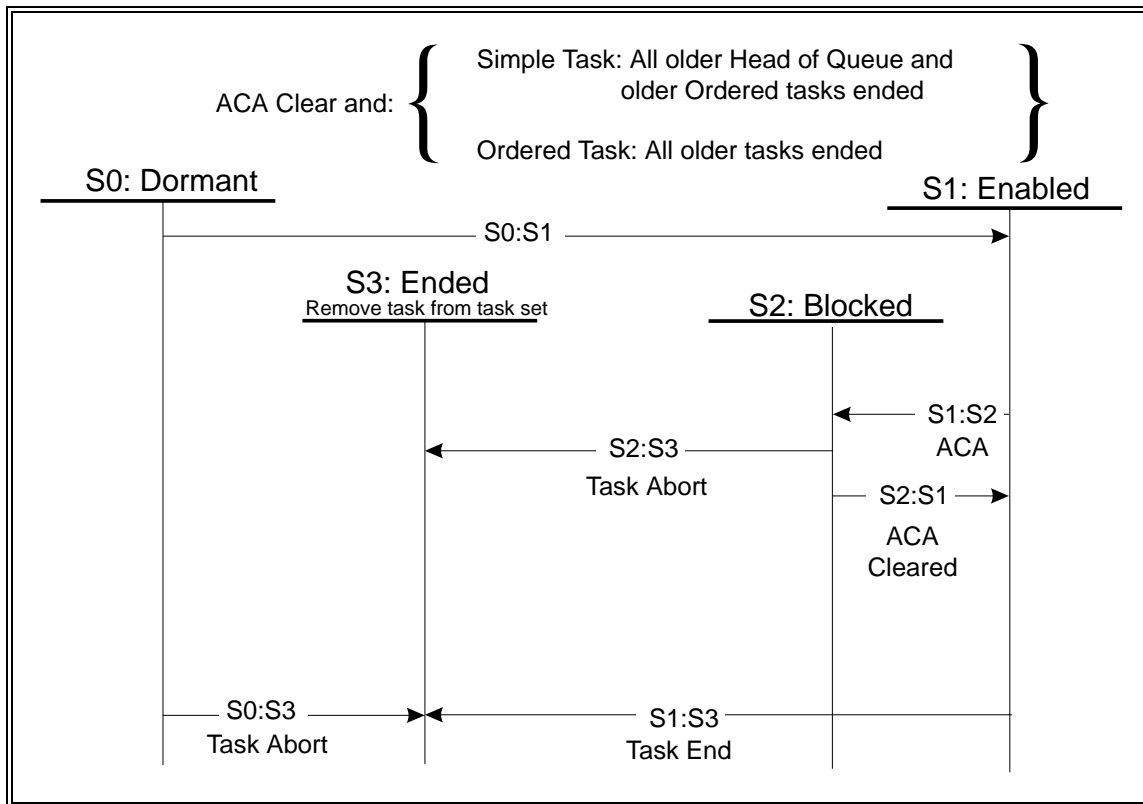 Simple Task: All older Head of Queue and
older Ordered tasks ended
ACA Clear and:
Ordered Task: All older tasks ended
S0: Dormant
S1: Enabled
S0:S1
S3: Ended
Remove task from task set
S2: Blocked
S1:S2
ACA
S2:S3
Task Abort
S2:S1
ACA
Cleared
S0:S3
Task Abort
S1:S3
Task End